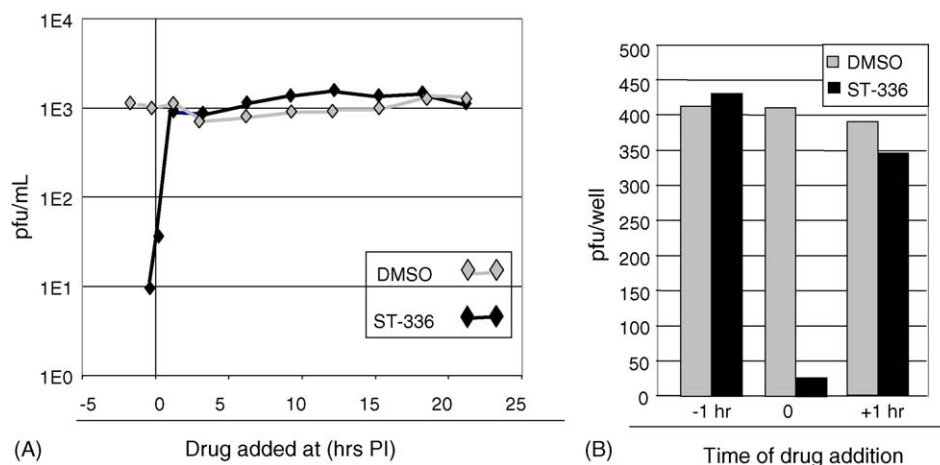 1E4
1E3
1E2
1E1
1E0
pfu/mL
DMSO
ST-336
-5 0 5 10 15 20 25
(A) Drug added at (hrs PI)
500
450
400
350
300
250
200
150
100
50
0
pfu/well
DMSO
ST-336
-1 hr 0 +1 hr
(B) Time of drug addition